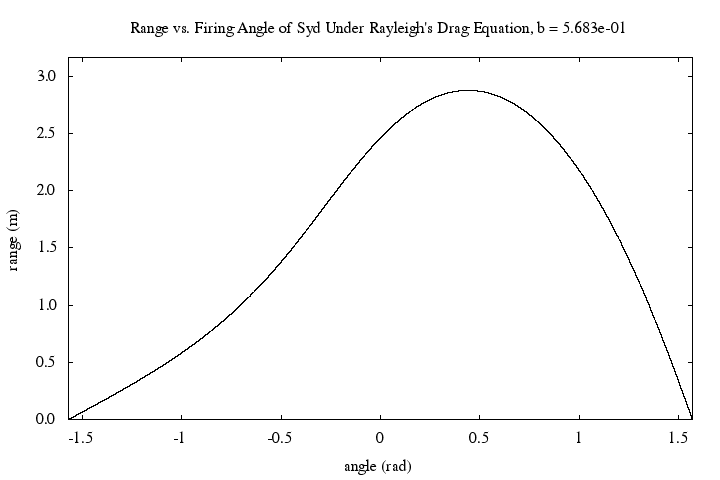 Range vs. Firing Angle of Syd Under Rayleigh's Drag Equation, b = 5.683e-01
3.0
2.5
2.0
1.5
1.0
0.5
0.0
range (m)
-1.5 -1 -0.5 0 0.5 1 1.5
angle (rad)